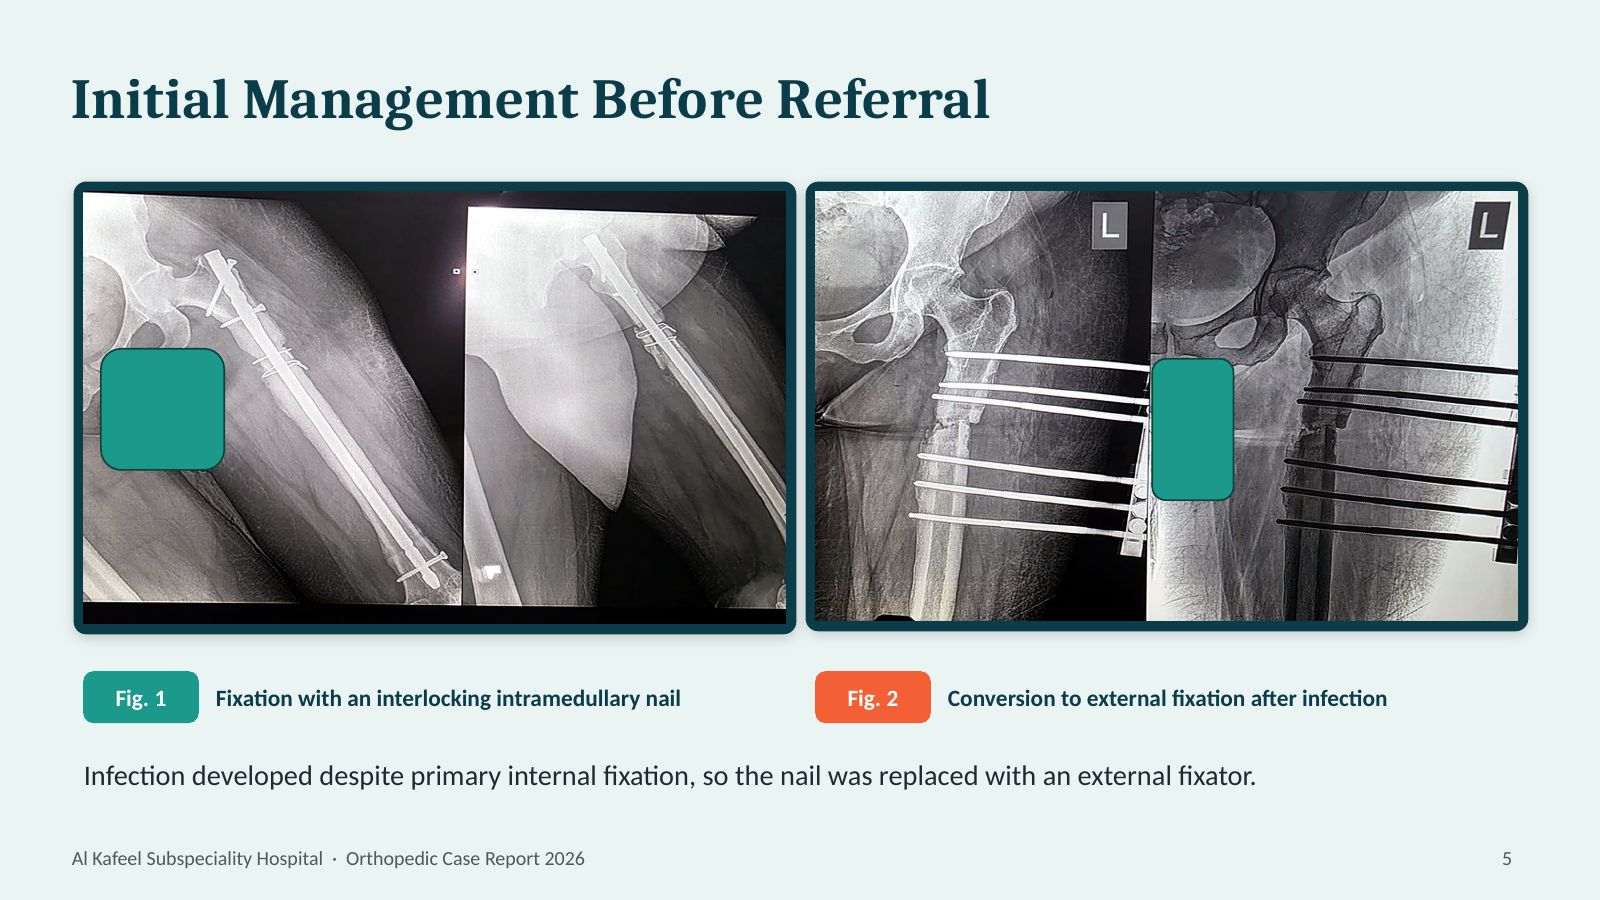 Initial Management Before Referral
L
L
Fig. 1
Fixation with an interlocking intramedullary nail
Fig. 2
Conversion to external fixation after infection
Infection developed despite primary internal fixation, so the nail was replaced with an external fixator.
Al Kafeel Subspeciality Hospital · Orthopedic Case Report 2026
5